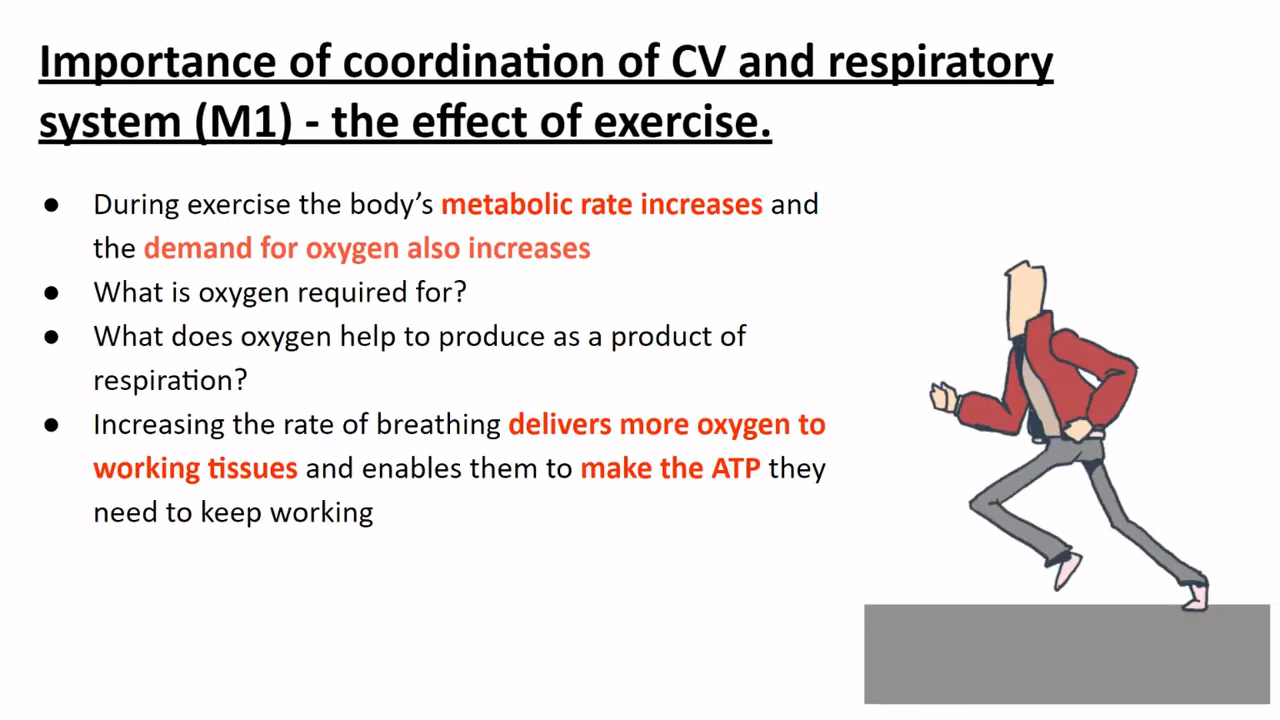 Importance of coordination of CV and respiratory
system (M1) - the effect of exercise.
● During exercise the body’s metabolic rate increases and
the demand for oxygen also increases
● What is oxygen required for?
● What does oxygen help to produce as a product of
respiration?
● Increasing the rate of breathing delivers more oxygen to
working tissues and enables them to make the ATP they
need to keep working